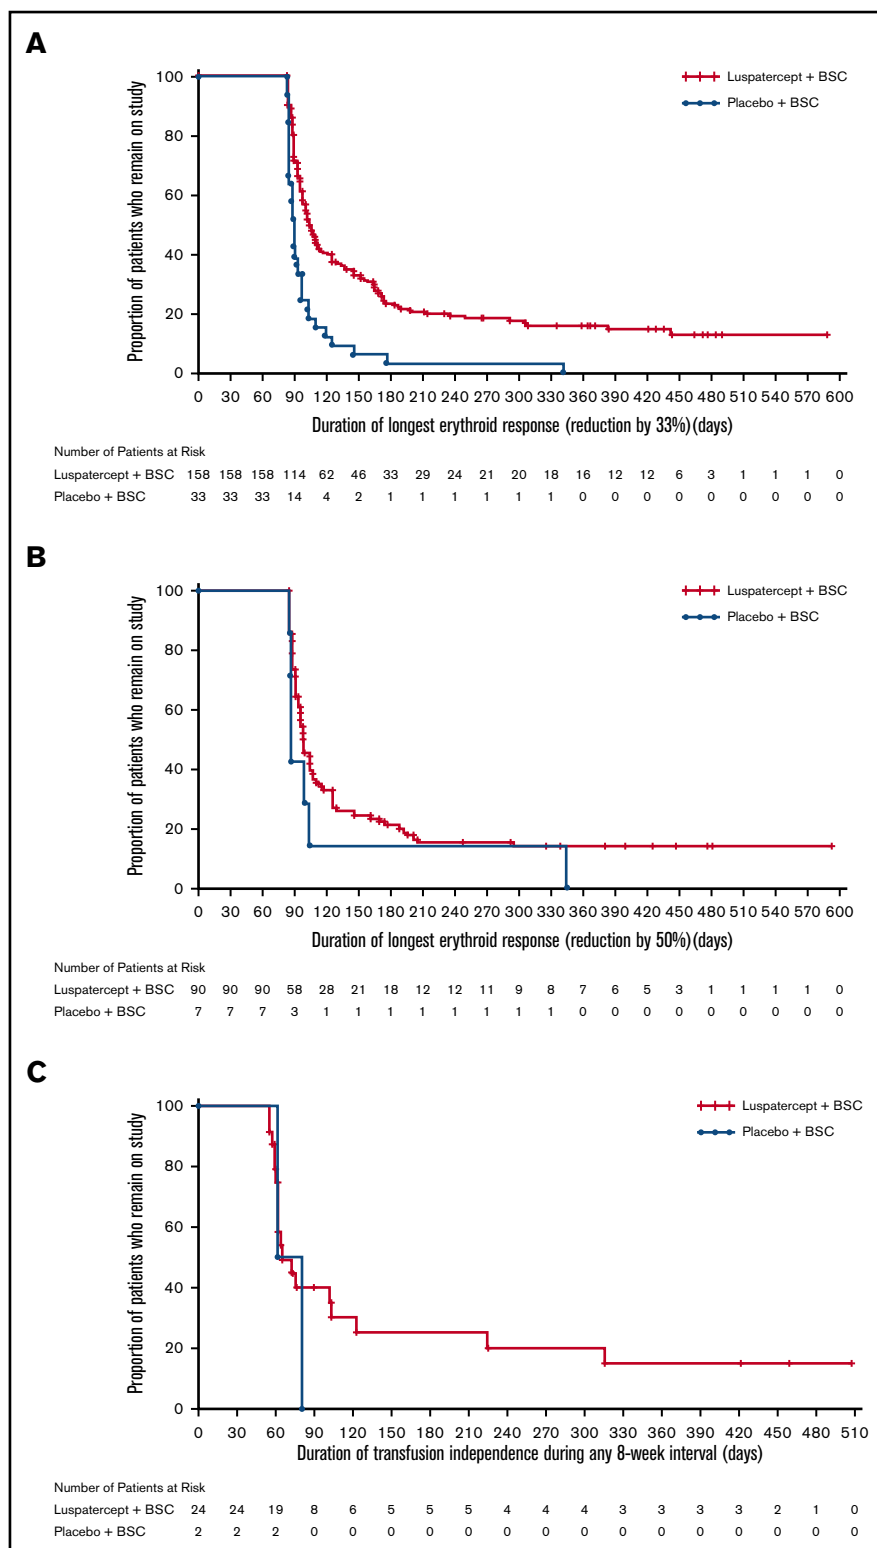 A
Luspatercept + BSC
Placebo + BSC
Proportion of patients who remain on study
100
80
60
40
20
0
0 30 60 90 120 150 180 210 240 270 300 330 360 390 420 450 480 510 540 570 600
Duration of longest erythroid response (reduction by 33%)(days)
Number of Patients at Risk
Luspatercept + BSC 158 158 158 114 62 46 33 29 24 21 20 18 16 12 12 6 3 1 1 1 0
Placebo + BSC 33 33 33 14 4 2 1 1 1 1 1 1 0 0 0 0 0 0 0 0 0
B
Luspatercept + BSC
Placebo + BSC
Proportion of patients who remain on study
100
80
60
40
20
0
0 30 60 90 120 150 180 210 240 270 300 330 360 390 420 450 480 510 540 570 600
Duration of longest erythroid response (reduction by 50%)(days)
Number of Patients at Risk
Luspatercept + BSC 90 90 90 58 28 21 18 12 12 11 9 8 7 6 5 3 1 1 1 1 0
Placebo + BSC 7 7 7 3 1 1 1 1 1 1 1 1 0 0 0 0 0 0 0 0 0
C
Luspatercept + BSC
Placebo + BSC
Proportion of patients who remain on study
100
80
60
40
20
0
0 30 60 90 120 150 180 210 240 270 300 330 360 390 420 450 480 510
Duration of transfusion independence during any 8-week interval (days)
Number of Patients at Risk
Luspatercept + BSC 24 24 19 8 6 5 5 5 4 4 4 3 3 3 3 2 1 0
Placebo + BSC 2 2 2 0 0 0 0 0 0 0 0 0 0 0 0 0 0 0